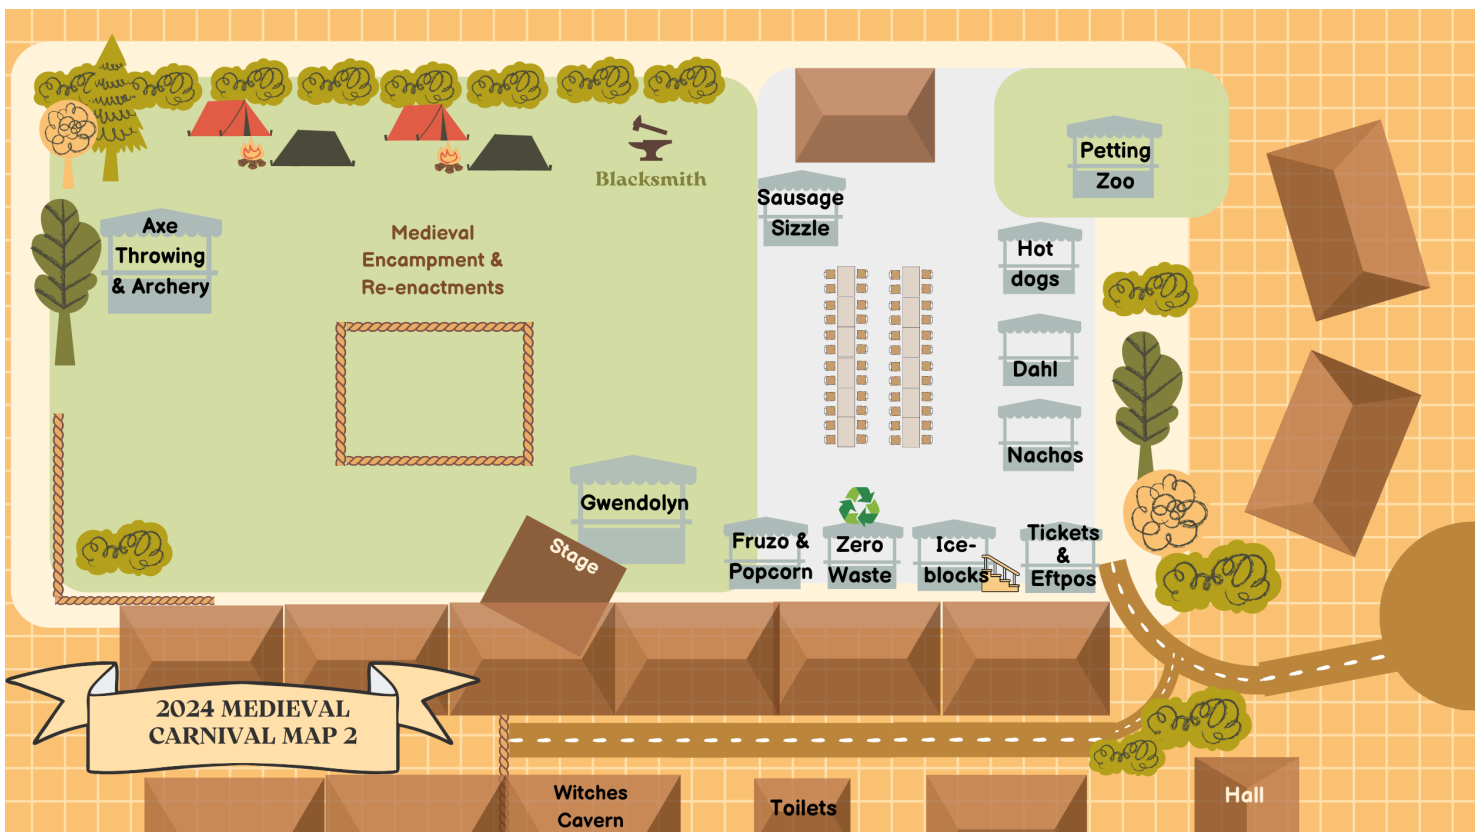 Petting
Zoo
Blacksmith
Sausage
Sizzle
Axe
Throwing
& Archery
Medieval
Encampment &
Re-enactments
Hot
dogs
Dahl
Nachos
Gwendolyn
Stage
Fruzo &
Popcorn
Zero
Waste
Ice-
blocks
Tickets
&
Eftpos
2024 MEDIEVAL
CARNIVAL MAP 2
Witches
Cavern
Toilets
Hall